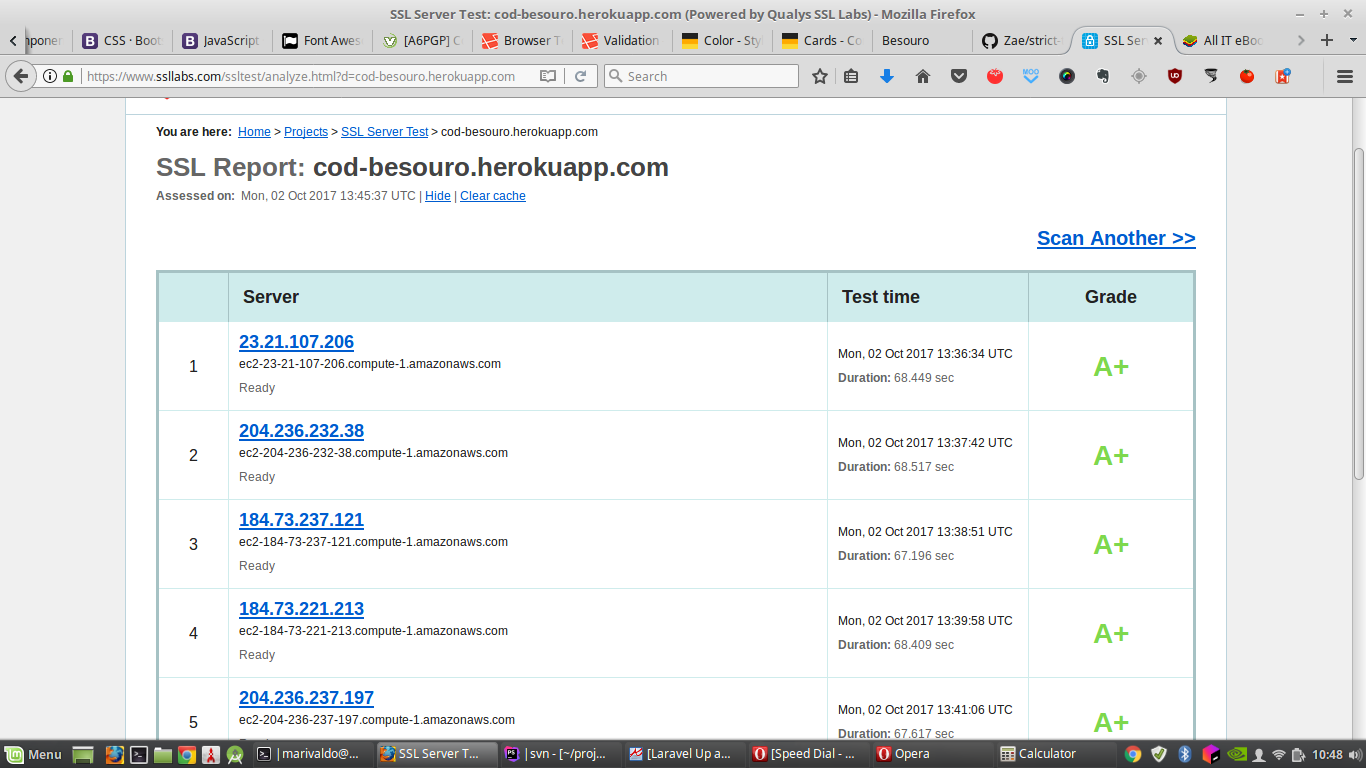 SSL Server Test: cod-besouro.herokuapp.com (Powered by Qualys SSL Labs) - Mozilla Firefox
CSS · Boot
JavaScript
Font Awes
[A6PGP] C
Browser T
Validation
Color - Sty
Cards - Co
Besouro
Zae/strict-
SSL Ser
All IT eBo
https://www.ssllabs.com/ssltest/analyze.html?d=cod-besouro.herokuapp.com
Search
You are here: Home > Projects > SSL Server Test > cod-besouro.herokuapp.com
SSL Report: cod-besouro.herokuapp.com
Assessed on: Mon, 02 Oct 2017 13:45:37 UTC | Hide | Clear cache
Scan Another >>
Server Test time Grade
1
23.21.107.206
ec2-23-21-107-206.compute-1.amazonaws.com
Ready
Mon, 02 Oct 2017 13:36:34 UTC
Duration: 68.449 sec
A+
2
204.236.232.38
ec2-204-236-232-38.compute-1.amazonaws.com
Ready
Mon, 02 Oct 2017 13:37:42 UTC
Duration: 68.517 sec
A+
3
184.73.237.121
ec2-184-73-237-121.compute-1.amazonaws.com
Ready
Mon, 02 Oct 2017 13:38:51 UTC
Duration: 67.196 sec
A+
4
184.73.221.213
ec2-184-73-221-213.compute-1.amazonaws.com
Ready
Mon, 02 Oct 2017 13:39:58 UTC
Duration: 68.409 sec
A+
5
204.236.237.197
ec2-204-236-237-197.compute-1.amazonaws.com
Mon, 02 Oct 2017 13:41:06 UTC
Duration: 67.617 sec
A+
Menu
marivaldo@...
SSL Server T...
svn - [~/proj...
[Laravel Up a...
[Speed Dial - ...
Opera
Calculator
10:48